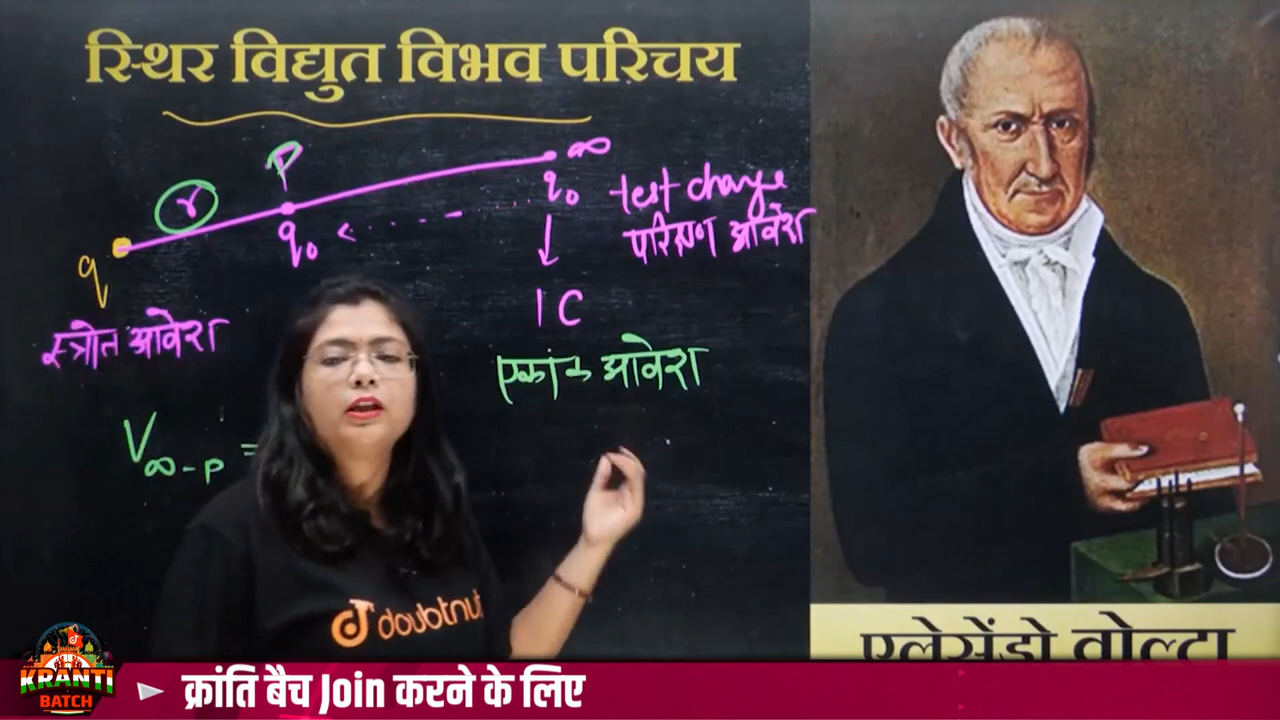 स्थिर विद्युत विभव परिचय
P
∞
r
q₀
test charge
q₀
परिक्षण आवेश
q
1 C
स्त्रोत आवेश
एकांक आवेश
V∞-P =
doubtnut
एलेसेंड्रो वोल्टा
KRANTI
BATCH
क्रांति बैच Join करने के लिए